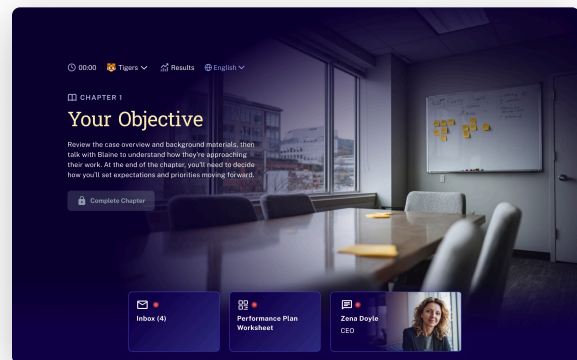 00:00 Tigers Results English
CHAPTER 1
Your Objective
Review the case overview and background materials, then
talk with Blaine to understand how they're approaching
their work. At the end of the chapter, you'll need to decide
how you'll set expectations and priorities moving forward.
Complete Chapter
Inbox (4)
Performance Plan
Worksheet
Zena Doyle
CEO